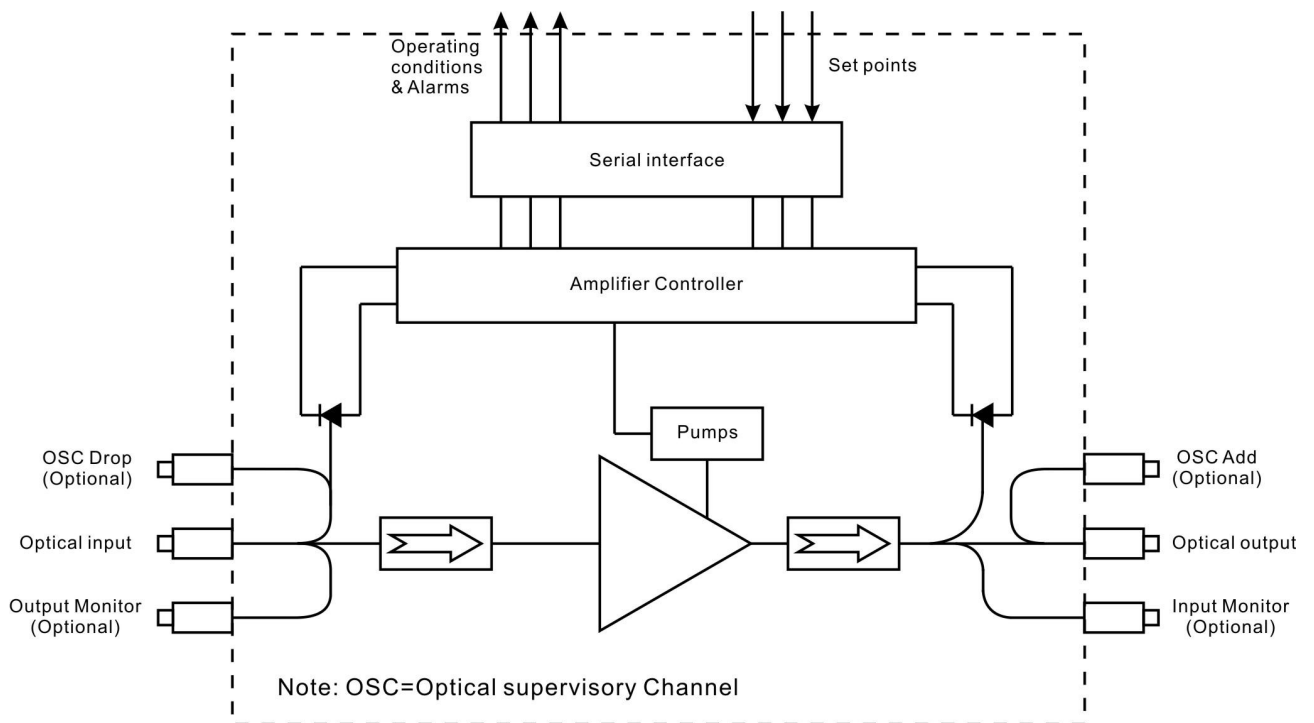 Operating
conditions
& Alarms
Set points
Serial interface
Amplifier Controller
Pumps
OSC Drop
(Optional)
OSC Add
(Optional)
Optical input
Optical output
Output Monitor
(Optional)
Input Monitor
(Optional)
Note: OSC=Optical supervisory Channel